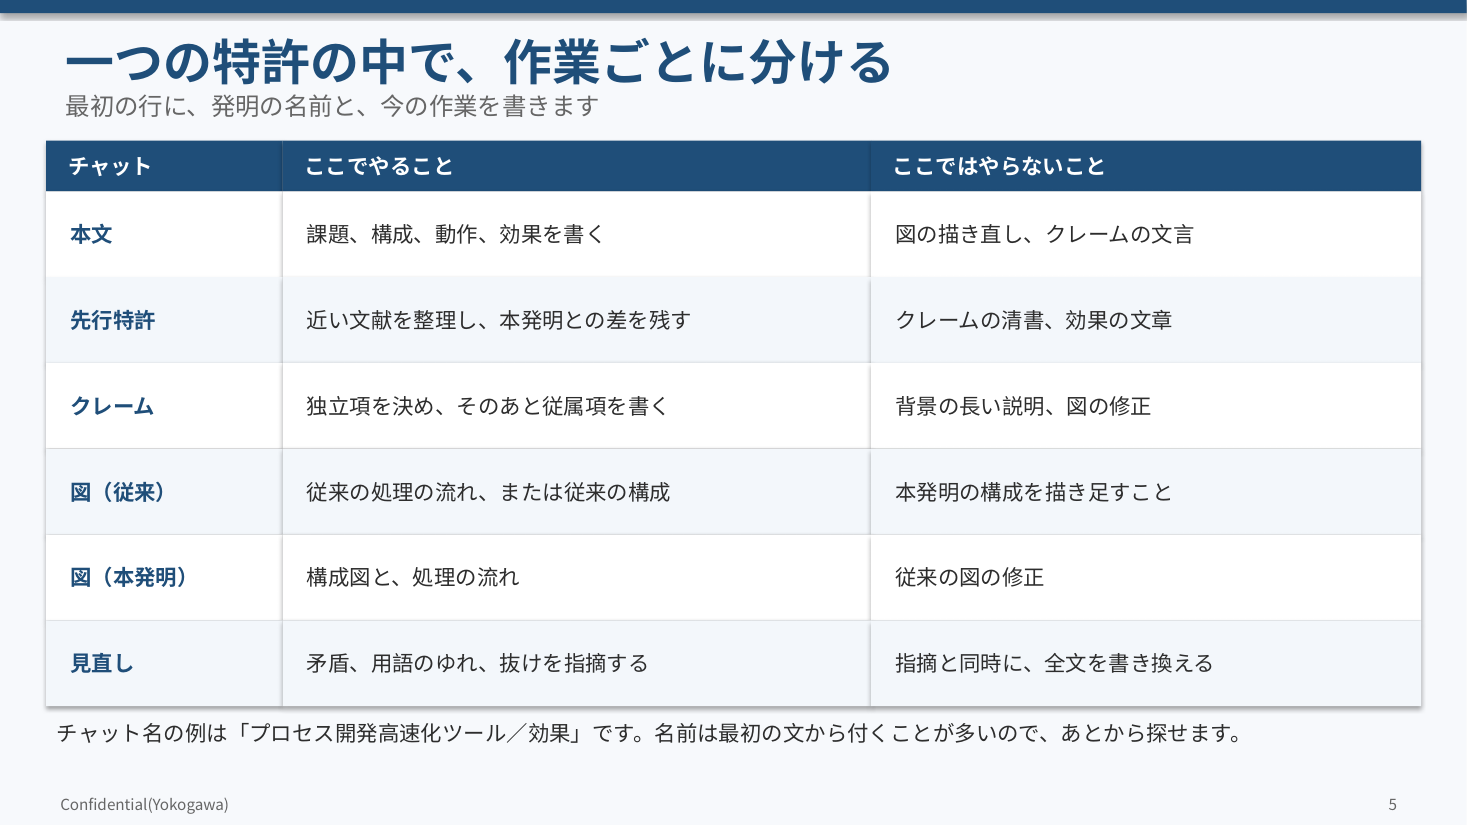 一つの特許の中で、作業ごとに分ける
最初の行に、発明の名前と、今の作業を書きます
チャット ここでやること ここではやらないこと
本文 課題、構成、動作、効果を書く 図の描き直し、クレームの文言
先行特許 近い文献を整理し、本発明との差を残す クレームの清書、効果の文章
クレーム 独立項を決め、そのあと従属項を書く 背景の長い説明、図の修正
図（従来） 従来の処理の流れ、または従来の構成 本発明の構成を描き足すこと
図（本発明） 構成図と、処理の流れ 従来の図の修正
見直し 矛盾、用語のゆれ、抜けを指摘する 指摘と同時に、全文を書き換える
チャット名の例は「プロセス開発高速化ツール／効果」です。名前は最初の文から付くことが多いので、あとから探せます。
Confidential(Yokogawa) 5